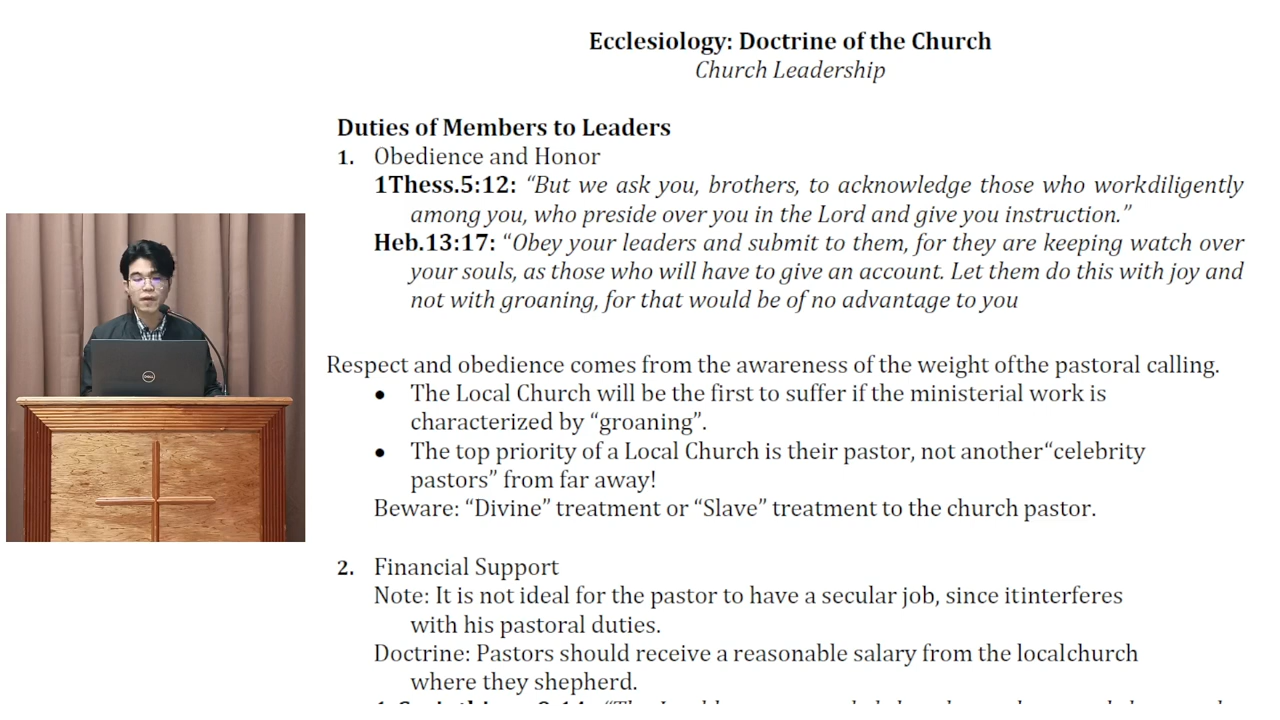 Ecclesiology: Doctrine of the Church
Church Leadership
Duties of Members to Leaders
1. Obedience and Honor
1Thess.5:12: “But we ask you, brothers, to acknowledge those who workdiligently
among you, who preside over you in the Lord and give you instruction.”
Heb.13:17: “Obey your leaders and submit to them, for they are keeping watch over
your souls, as those who will have to give an account. Let them do this with joy and
not with groaning, for that would be of no advantage to you
Respect and obedience comes from the awareness of the weight ofthe pastoral calling.
• The Local Church will be the first to suffer if the ministerial work is
characterized by “groaning”.
• The top priority of a Local Church is their pastor, not another“celebrity
pastors” from far away!
Beware: “Divine” treatment or “Slave” treatment to the church pastor.
2. Financial Support
Note: It is not ideal for the pastor to have a secular job, since itinterferes
with his pastoral duties.
Doctrine: Pastors should receive a reasonable salary from the localchurch
where they shepherd.
DELL